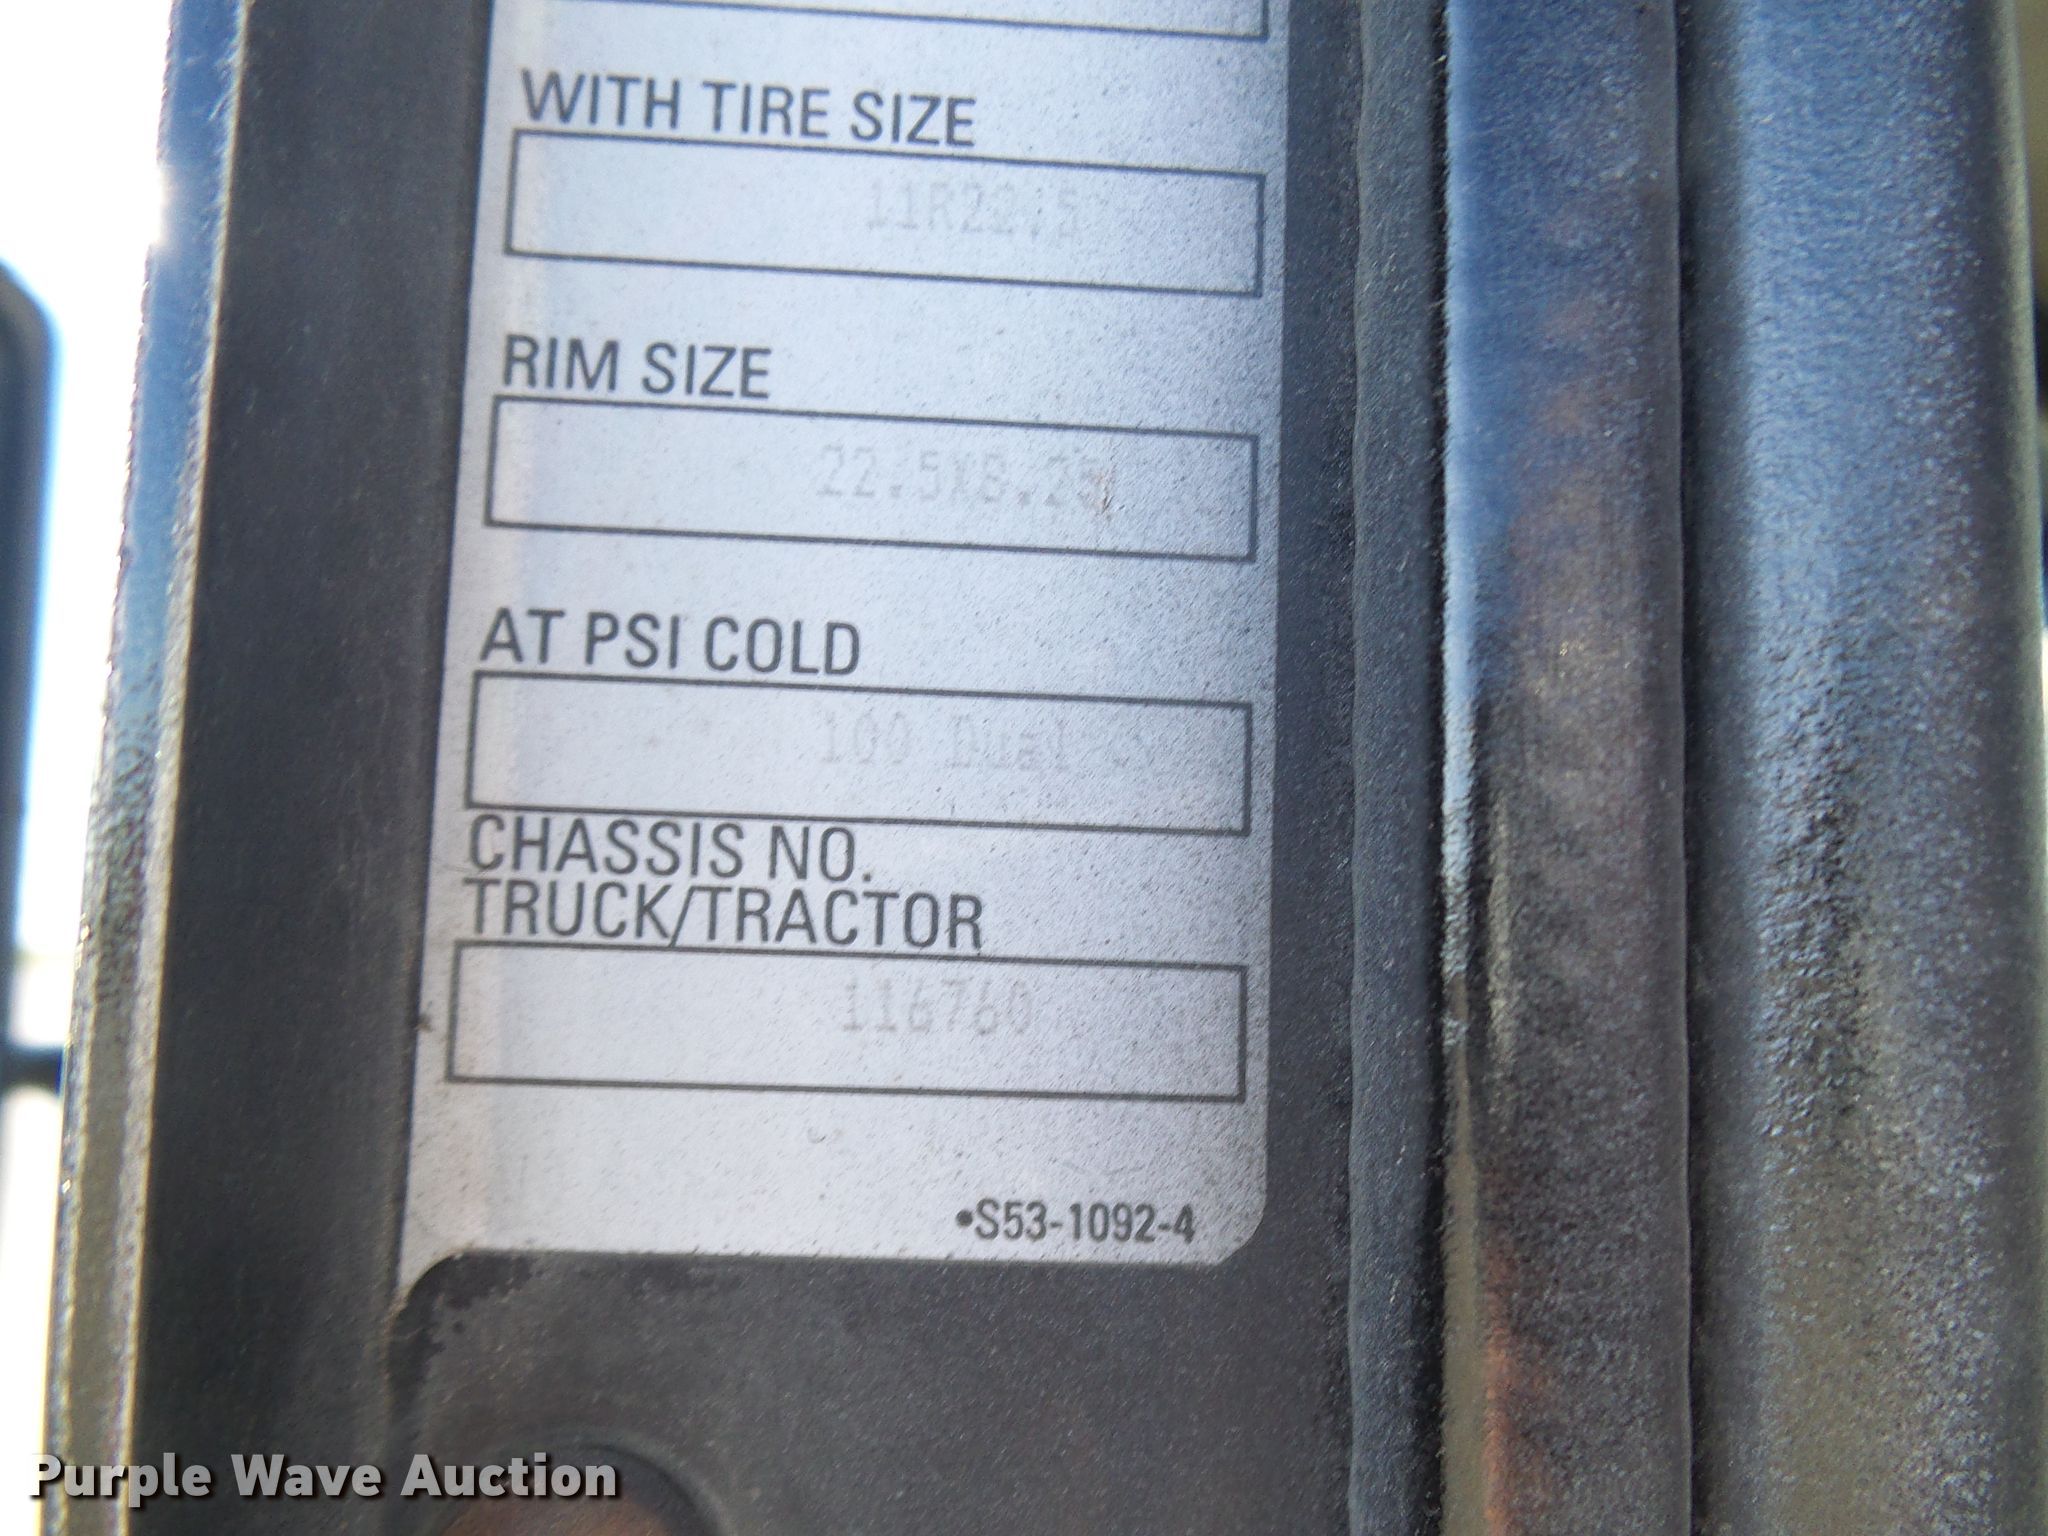 WITH TIRE SIZE
11R22.5
RIM SIZE
22.5X8.25
AT PSI COLD
100 Dual
CHASSIS NO.
TRUCK/TRACTOR
116760
•S53-1092-4
Purple Wave Auction